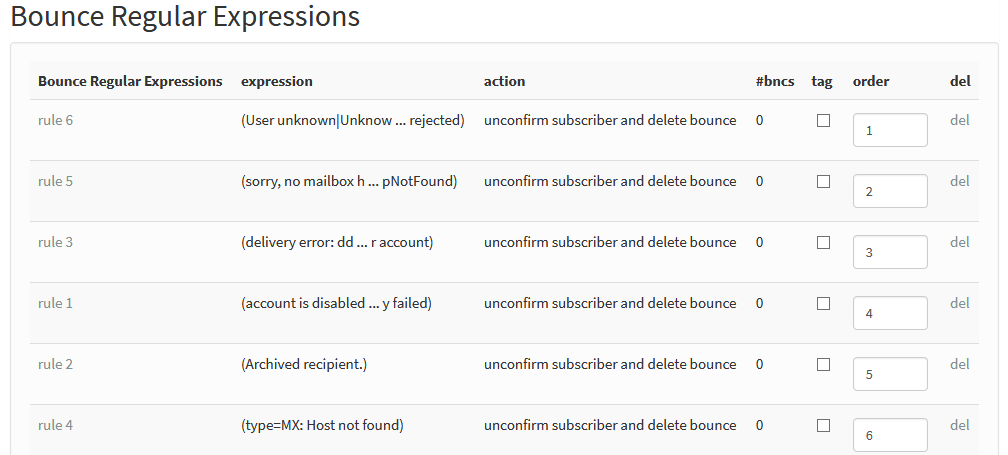 Bounce Regular Expressions
Bounce Regular Expressions expression action #bncs tag order del
rule 6 (User unknown|Unknow ... rejected) unconfirm subscriber and delete bounce 0 1 del
rule 5 (sorry, no mailbox h ... pNotFound) unconfirm subscriber and delete bounce 0 2 del
rule 3 (delivery error: dd ... r account) unconfirm subscriber and delete bounce 0 3 del
rule 1 (account is disabled ... y failed) unconfirm subscriber and delete bounce 0 4 del
rule 2 (Archived recipient.) unconfirm subscriber and delete bounce 0 5 del
rule 4 (type=MX: Host not found) unconfirm subscriber and delete bounce 0 6 del